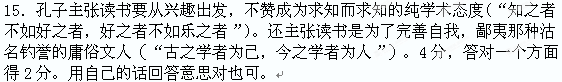 15．孔子主张读书要从兴趣出发，不赞成为求知而求知的纯学术态度（“知之者
不如好之者，好之者不如乐之者”）。还主张读书是为了完善自我，鄙夷那种沽
名钓誉的庸俗文人（“古之学者为己，今之学者为人”）。4分，答对一个方面
得2分。用自己的话回答意思对也可。